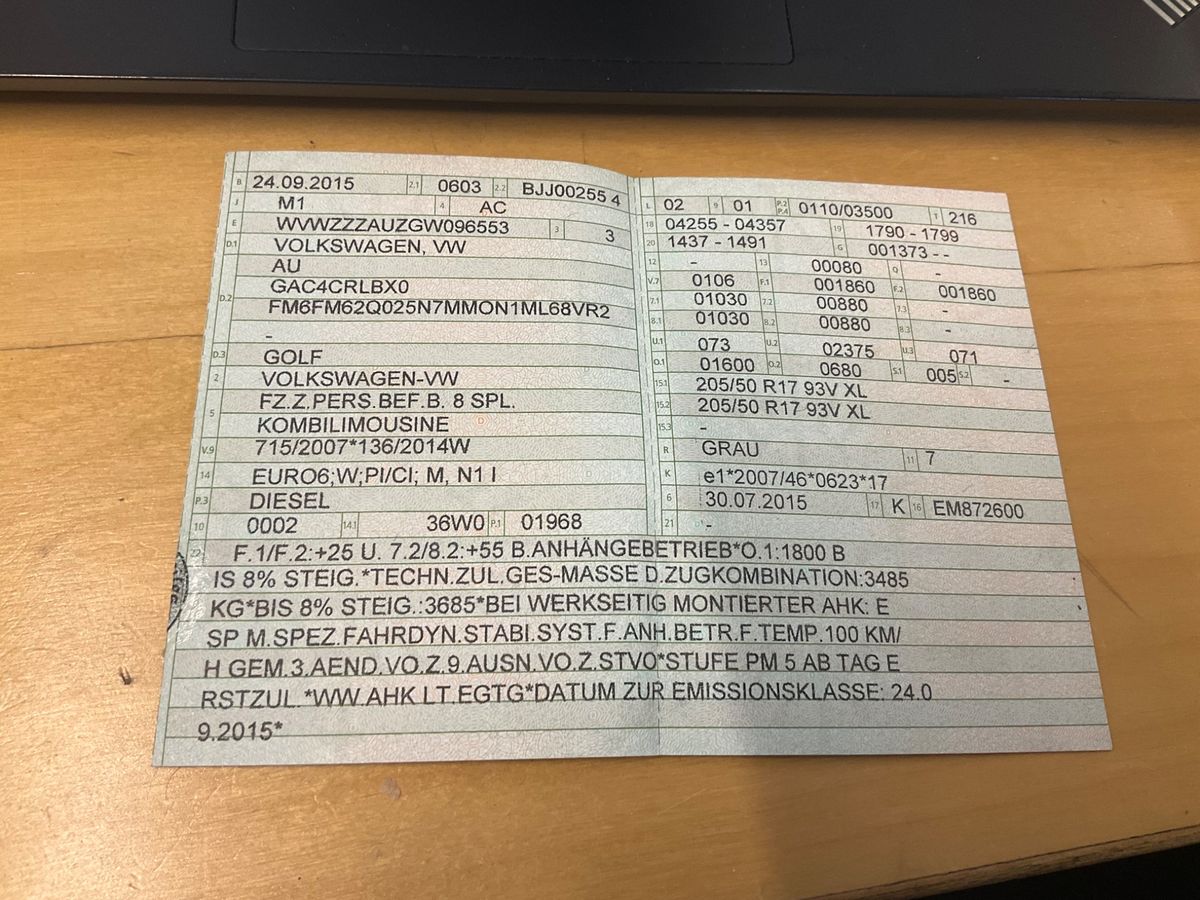 B 24.09.2015 2.1 0603 2.2 BJJ00255 4
J M1 4 AC
E WVWZZZAUZGW096553 3 3
D.1 VOLKSWAGEN, VW
AU
D.2 GAC4CRLBX0
FM6FM62Q025N7MMON1ML68VR2
-
D.3 GOLF
2 VOLKSWAGEN-VW
5 FZ.Z.PERS.BEF.B. 8 SPL.
KOMBILIMOUSINE
V.9 715/2007*136/2014W
14 EURO6;W;PI/CI; M, N1 I
P.3 DIESEL
10 0002 14.1 36W0 P.1 01968
L 02 9 01 P.2 P.4 0110/03500 T 216
18 04255 - 04357 19 1790 - 1799
20 1437 - 1491 G 001373 - -
12 - 13 00080 Q -
V.7 0106 F.1 001860 F.2 001860
7.1 01030 7.2 00880 7.3 -
8.1 01030 8.2 00880 8.3 -
U.1 073 U.2 02375 U.3 071
O.1 01600 O.2 0680 S.1 005 S.2 -
15.1 205/50 R17 93V XL
15.2 205/50 R17 93V XL
15.3 -
R GRAU 11 7
K e1*2007/46*0623*17
6 30.07.2015 17 K 16 EM872600
21 -
22 F.1/F.2:+25 U. 7.2/8.2:+55 B.ANHÄNGEBETRIEB*O.1:1800 B
IS 8% STEIG.*TECHN.ZUL.GES-MASSE D.ZUGKOMBINATION:3485
KG*BIS 8% STEIG.:3685*BEI WERKSEITIG MONTIERTER AHK: E
SP M.SPEZ.FAHRDYN.STABI.SYST.F.ANH.BETR.F.TEMP.100 KM/
H GEM.3.AEND.VO.Z.9.AUSN.VO.Z.STVO*STUFE PM 5 AB TAG E
RSTZUL.*WW.AHK LT.EGTG*DATUM ZUR EMISSIONSKLASSE: 24.0
9.2015*